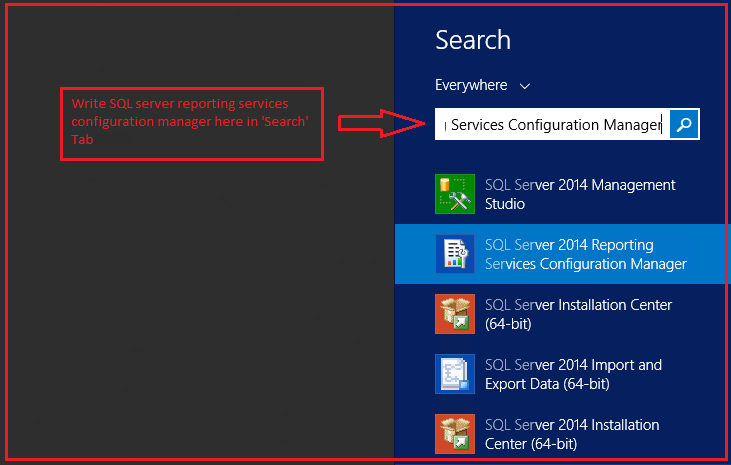 Search
Everywhere
Write SQL server reporting services
configuration manager here in 'Search'
Tab
Services Configuration Manager
SQL Server 2014 Management
Studio
SQL Server 2014 Reporting
Services Configuration Manager
SQL Server Installation Center
(64-bit)
SQL Server 2014 Import and
Export Data (64-bit)
SQL Server 2014 Installation
Center (64-bit)